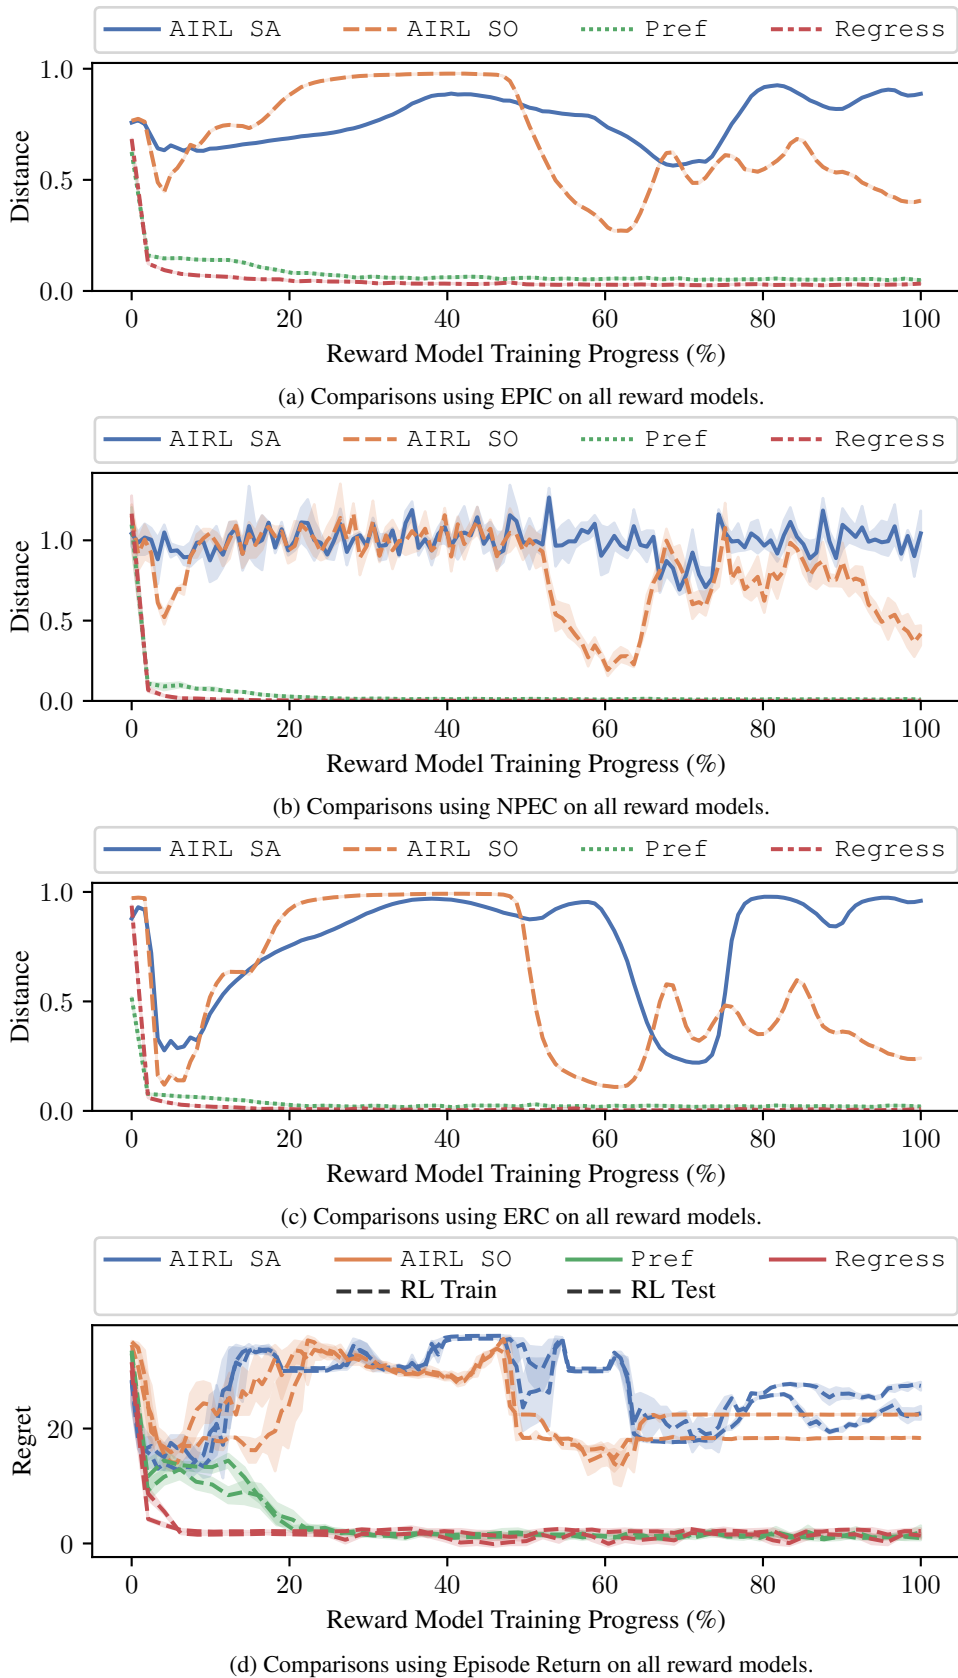 AIRL SA AIRL SO Pref Regress
1.0
0.5
0.0
Distance
0 20 40 60 80 100
Reward Model Training Progress (%)
(a) Comparisons using EPIC on all reward models.
AIRL SA AIRL SO Pref Regress
1.0
0.5
0.0
Distance
0 20 40 60 80 100
Reward Model Training Progress (%)
(b) Comparisons using NPEC on all reward models.
AIRL SA AIRL SO Pref Regress
1.0
0.5
0.0
Distance
0 20 40 60 80 100
Reward Model Training Progress (%)
(c) Comparisons using ERC on all reward models.
AIRL SA AIRL SO Pref Regress
RL Train RL Test
20
0
Regret
0 20 40 60 80 100
Reward Model Training Progress (%)
(d) Comparisons using Episode Return on all reward models.